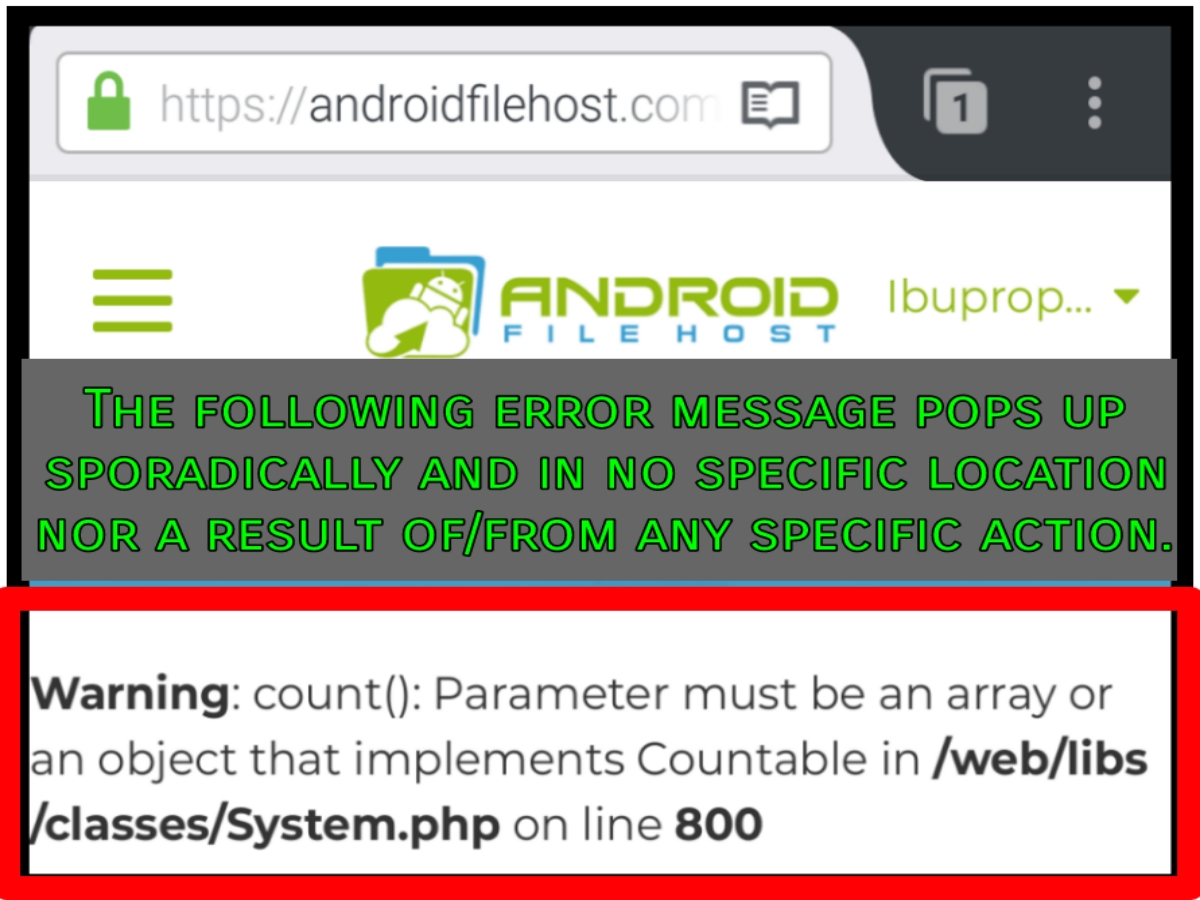 https://androidfilehost.com
1
ANDROID
FILE HOST
Ibuprop...
THE FOLLOWING ERROR MESSAGE POPS UP
SPORADICALLY AND IN NO SPECIFIC LOCATION
NOR A RESULT OF/FROM ANY SPECIFIC ACTION.
Warning: count(): Parameter must be an array or
an object that implements Countable in /web/libs
/classes/System.php on line 800